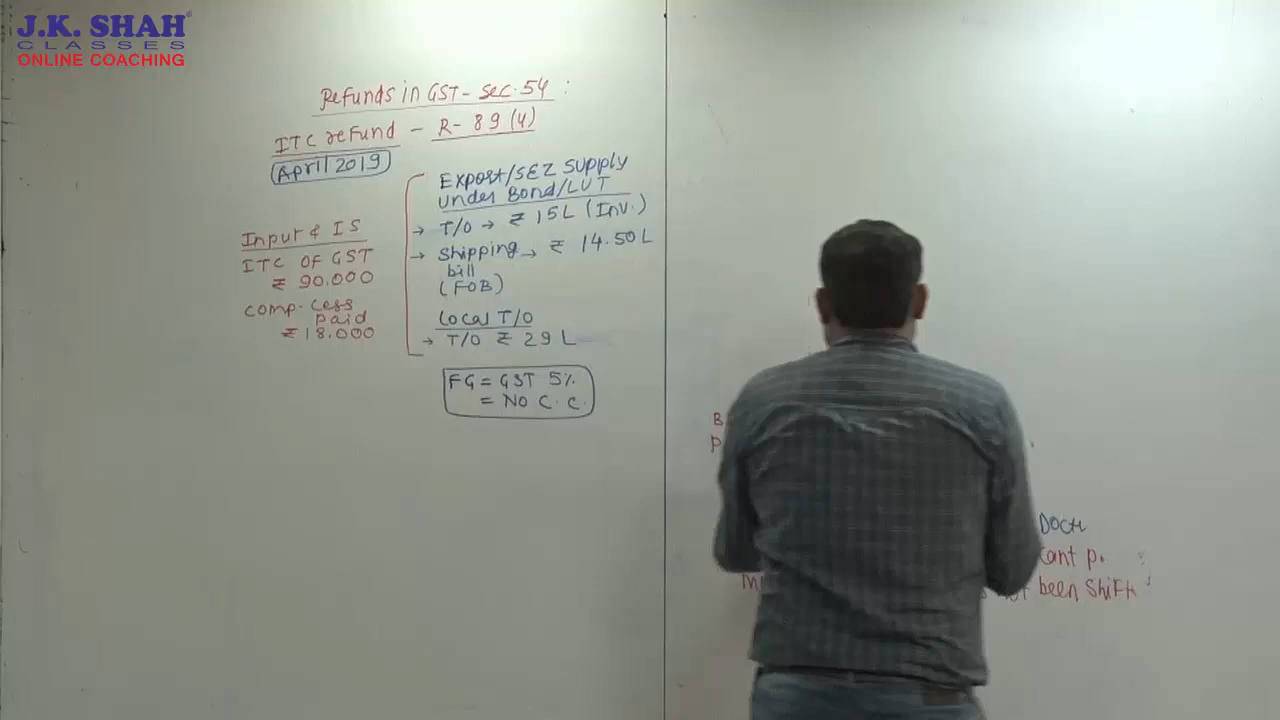 J.K. SHAH
CLASSES
ONLINE COACHING
Refunds in GST - Sec. 54 :
ITC refund - R- 89 (4)
April 2019
Input & IS
ITC OF GST
₹ 90.000
comp. Cess
paid
₹ 18.000
Export/SEZ Supply
under Bond/LUT
→ T/O → ₹ 15L (Inv.)
→ Shipping → ₹ 14.50L
bill
(FOB)
Local T/O
→ T/O ₹ 29 L
FG = GST 5%
= NO C.C.
B
P
DOCU
cant p.
been Shift